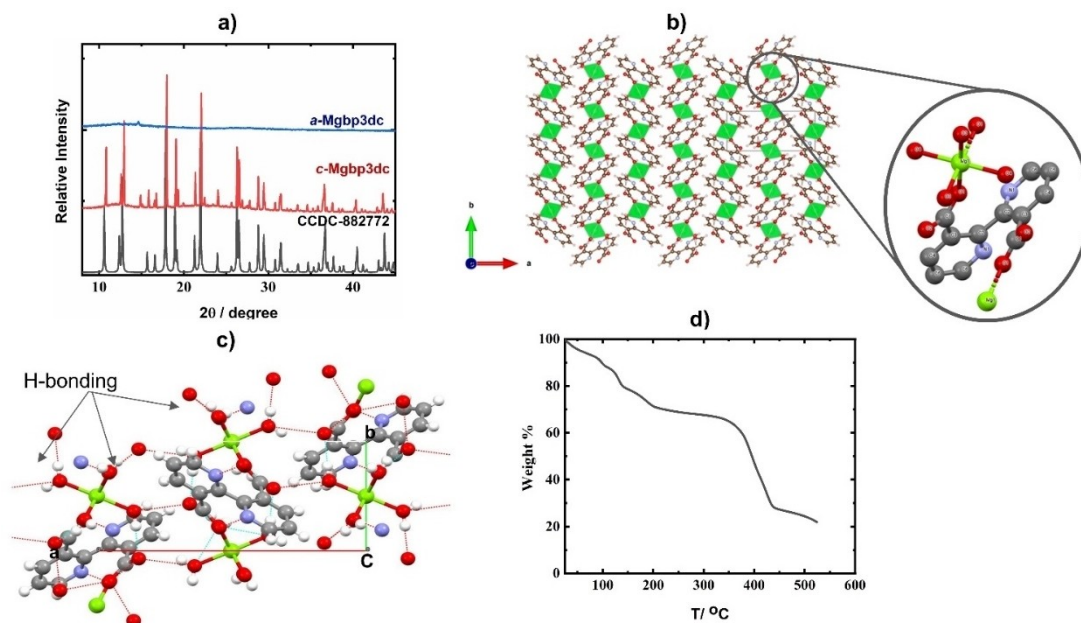 a)
Relative Intensity
a-Mgbp3dc
c-Mgbp3dc
CCDC-882772
10 20 30 40
2θ / degree
b)
b
a
c)
H-bonding
b
a
C
d)
Weight %
100
80
60
40
20
0
100 200 300 400 500 600
T/ °C